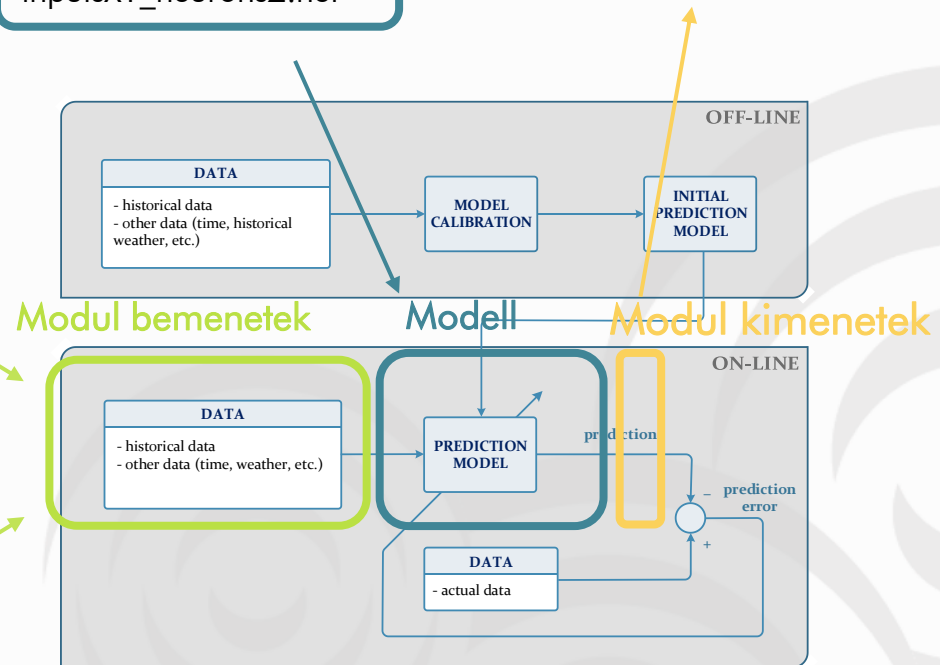 OFF-LINE
DATA
- historical data
- other data (time, historical
weather, etc.)
MODEL
CALIBRATION
INITIAL
PREDICTION
MODEL
Modul bemenetek
Modell
Modul kimenetek
ON-LINE
DATA
- historical data
- other data (time, weather, etc.)
PREDICTION
MODEL
prediction
–
prediction
error
+
DATA
- actual data